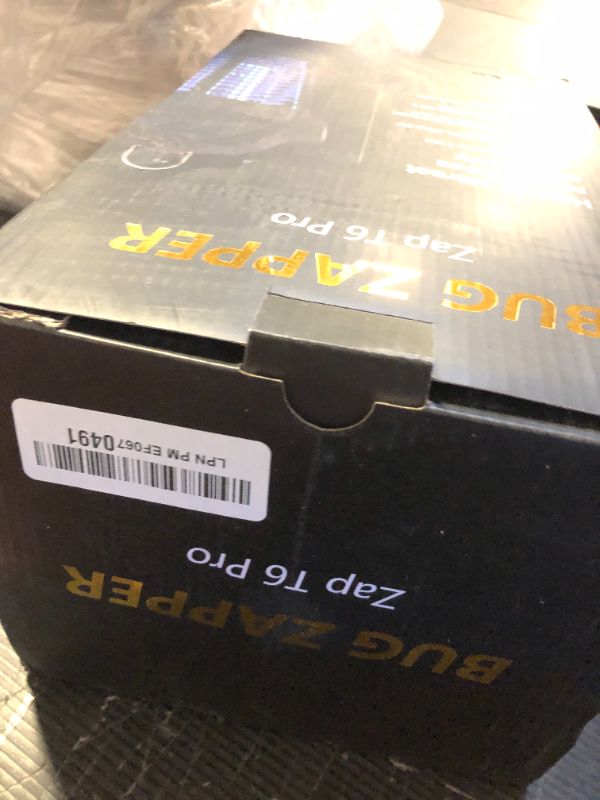 BUG ZAPPER
Zap T6 Pro
LPN PM EF0670491
BUG ZAPPER
Zap T6 Pro